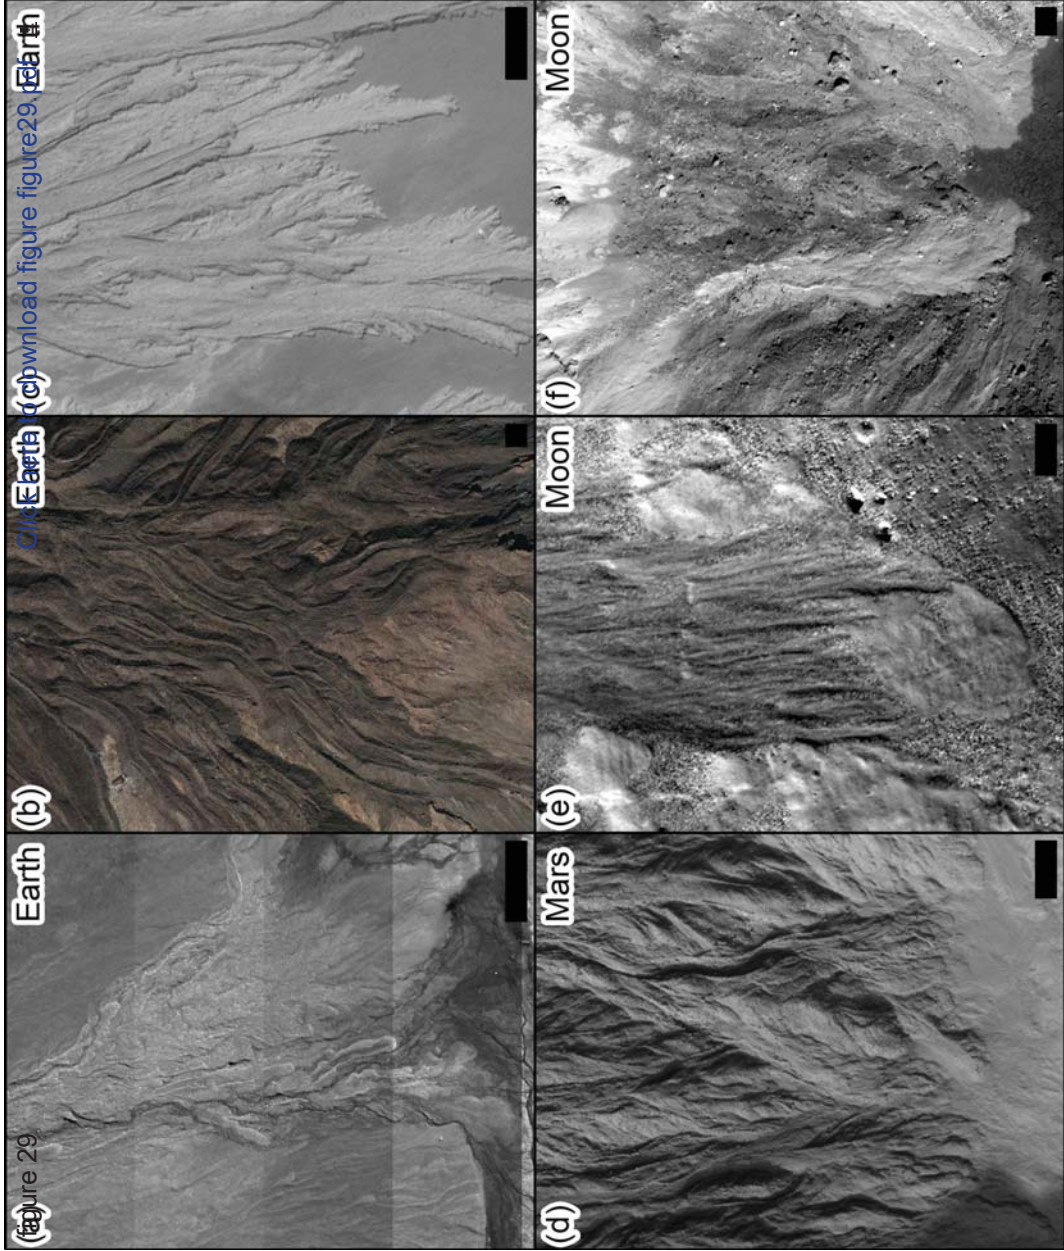 figure 29
Click here to download figure figure29.pdf
(a) Earth
(b) Earth
(c) Earth
(d) Mars
(e) Moon
(f) Moon